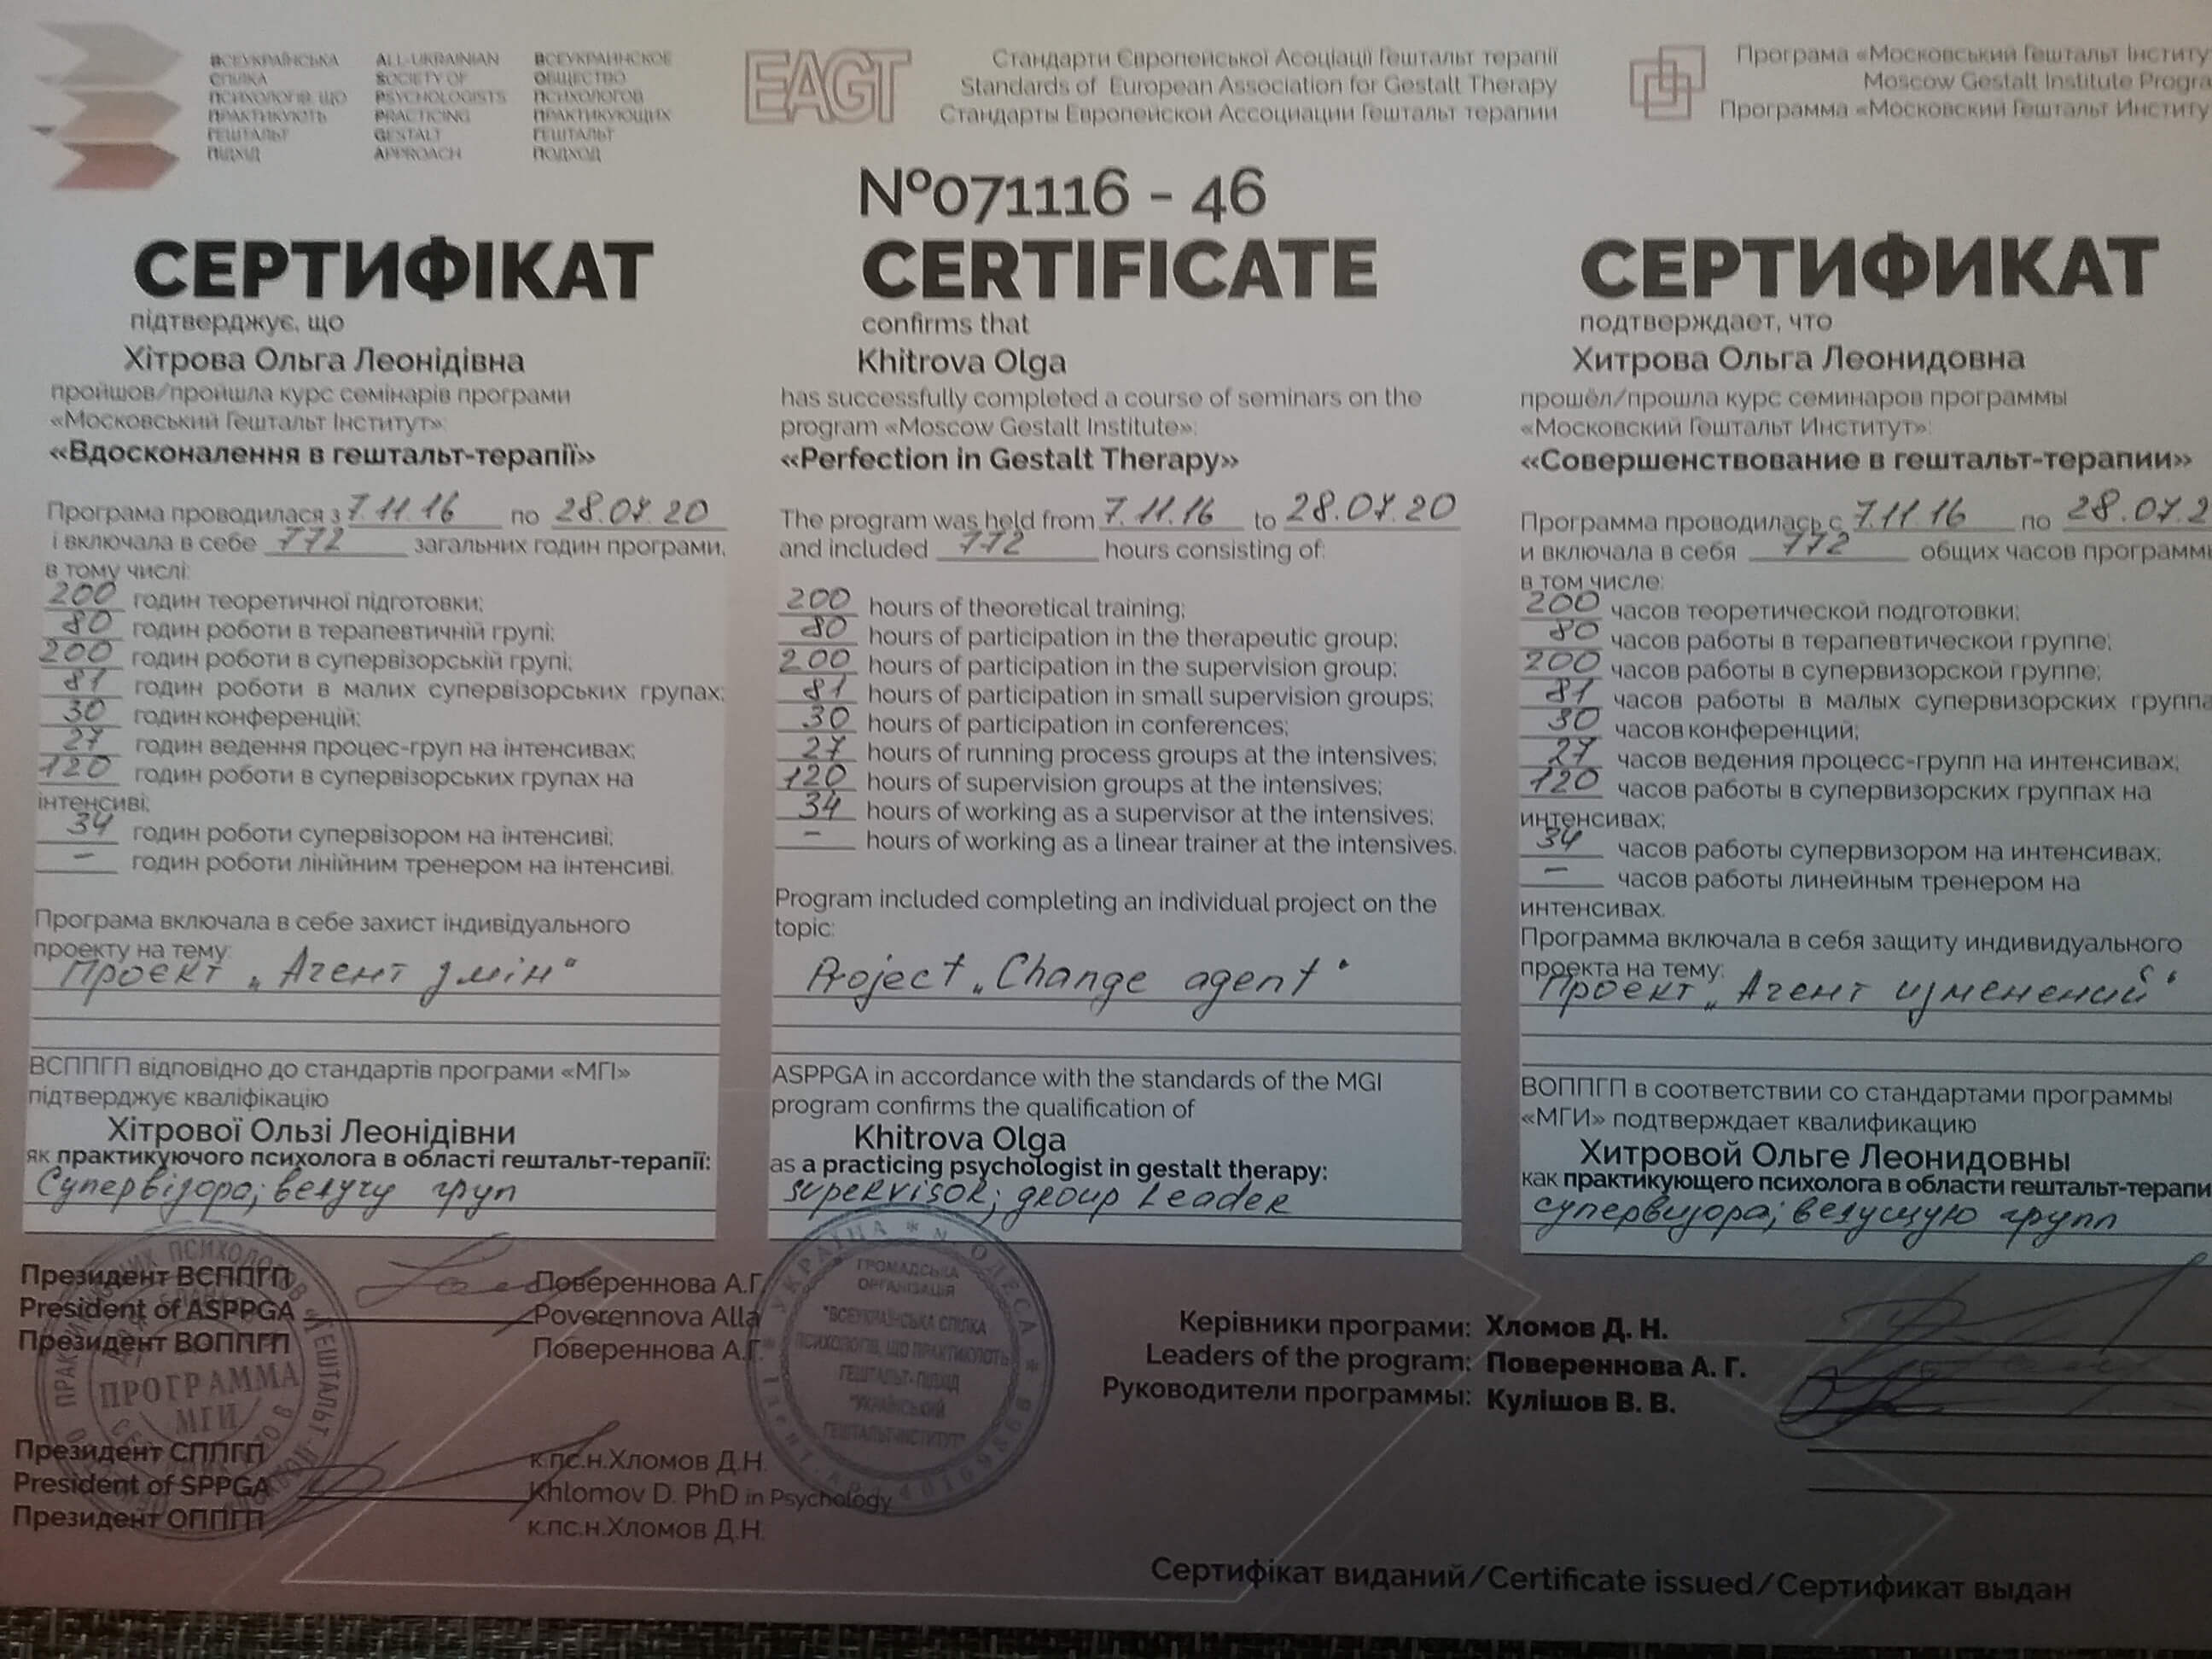 ВСЕУКРАЇНСЬКА
СПІЛКА
ПСИХОЛОГІВ, ЩО
ПРАКТИКУЮТЬ
ГЕШТАЛЬТ
ПІДХІД
ALL-UKRAINIAN
SOCIETY OF
PSYCHOLOGISTS
PRACTICING
GESTALT
APPROACH
ВСЕУКРАИНСКОЕ
ОБЩЕСТВО
ПСИХОЛОГОВ
ПРАКТИКУЮЩИХ
ГЕШТАЛЬТ
ПОДХОД
EAGT
Стандарти Європейської Асоціації Гештальт терапії
Standards of European Association for Gestalt Therapy
Стандарты Европейской Ассоциации Гештальт терапии
Програма «Московський Гештальт Інститу
Moscow Gestalt Institute Progra
Программа «Московский Гештальт Институт
№071116 - 46
СЕРТИФІКАТ
підтверджує, що
Хітрова Ольга Леонідівна
пройшов/пройшла курс семінарів програми
«Московський Гештальт Інститут»:
«Вдосконалення в гештальт-терапії»
Програма проводилася з 7.11.16 по 28.07.20
і включала в себе 772 загальних годин програми,
в тому числі:
200 годин теоретичної підготовки;
80 годин роботи в терапевтичній групі;
200 годин роботи в супервізорській групі;
81 годин роботи в малих супервізорських групах;
30 годин конференцій;
27 годин ведення процес-груп на інтенсивах;
120 годин роботи в супервізорських групах на
інтенсиві;
34 годин роботи супервізором на інтенсиві;
– годин роботи лінійним тренером на інтенсиві.
Програма включала в себе захист індивідуального
проекту на тему:
Проєкт „Агент змін"
ВСППГП відповідно до стандартів програми «МГІ»
підтверджує кваліфікацію
Хітрової Ользі Леонідівни
як практикуючого психолога в області гештальт-терапії:
Супервізора; ведучу груп
CERTIFICATE
confirms that
Khitrova Olga
has successfully completed a course of seminars on the
program «Moscow Gestalt Institute»:
«Perfection in Gestalt Therapy»
The program was held from 7.11.16 to 28.07.20
and included 772 hours consisting of:
200 hours of theoretical training;
80 hours of participation in the therapeutic group;
200 hours of participation in the supervision group;
81 hours of participation in small supervision groups;
30 hours of participation in conferences;
27 hours of running process groups at the intensives;
120 hours of supervision groups at the intensives;
34 hours of working as a supervisor at the intensives;
– hours of working as a linear trainer at the intensives.
Program included completing an individual project on the
topic:
Project „Change agent"
ASPPGA in accordance with the standards of the MGI
program confirms the qualification of
Khitrova Olga
as a practicing psychologist in gestalt therapy:
supervisor; group leader
СЕРТИФИКАТ
подтверждает, что
Хитрова Ольга Леонидовна
прошёл/прошла курс семинаров программы
«Московский Гештальт Институт»:
«Совершенствование в гештальт-терапии»
Программа проводилась с 7.11.16 по 28.07.2
и включала в себя 772 общих часов программ
в том числе:
200 часов теоретической подготовки;
80 часов работы в терапевтической группе;
200 часов работы в супервизорской группе;
81 часов работы в малых супервизорских группа
30 часов конференций;
27 часов ведения процесс-групп на интенсивах;
120 часов работы в супервизорских группах на
интенсивах;
34 часов работы супервизором на интенсивах;
– часов работы линейным тренером на
интенсивах.
Программа включала в себя защиту индивидуального
проекта на тему:
Проект „Агент изменений"
ВОППГП в соответствии со стандартами программы
«МГИ» подтверждает квалификацию
Хитровой Ольге Леонидовны
как практикующего психолога в области гештальт-терапи
супервизора; ведущую групп
Президент ВСППГП Повереннова А.Г.
President of ASPPGA Poverennova Alla
Президент ВОППГП Повереннова А.Г.
ПРОГРАММА
МГИ
УКРАЇНА * м. ОДЕСА *
ГРОМАДСЬКА
ОРГАНІЗАЦІЯ
"ВСЕУКРАЇНСЬКА СПІЛКА
ПСИХОЛОГІВ, ЩО ПРАКТИКУЮТЬ
ГЕШТАЛЬТ-ПІДХІД
"УКРАЇНСЬКИЙ
ГЕШТАЛЬТ-ІНСТИТУТ"
Керівники програми: Хломов Д. Н.
Leaders of the program: Повереннова А. Г.
Руководители программы: Кулішов В. В.
Президент СППГП к.пс.н.Хломов Д.Н.
President of SPPGA Khlomov D. PhD in Psychology
Президент ОППГП к.пс.н.Хломов Д.Н.
Сертифікат виданий/Certificate issued/Сертификат выдан